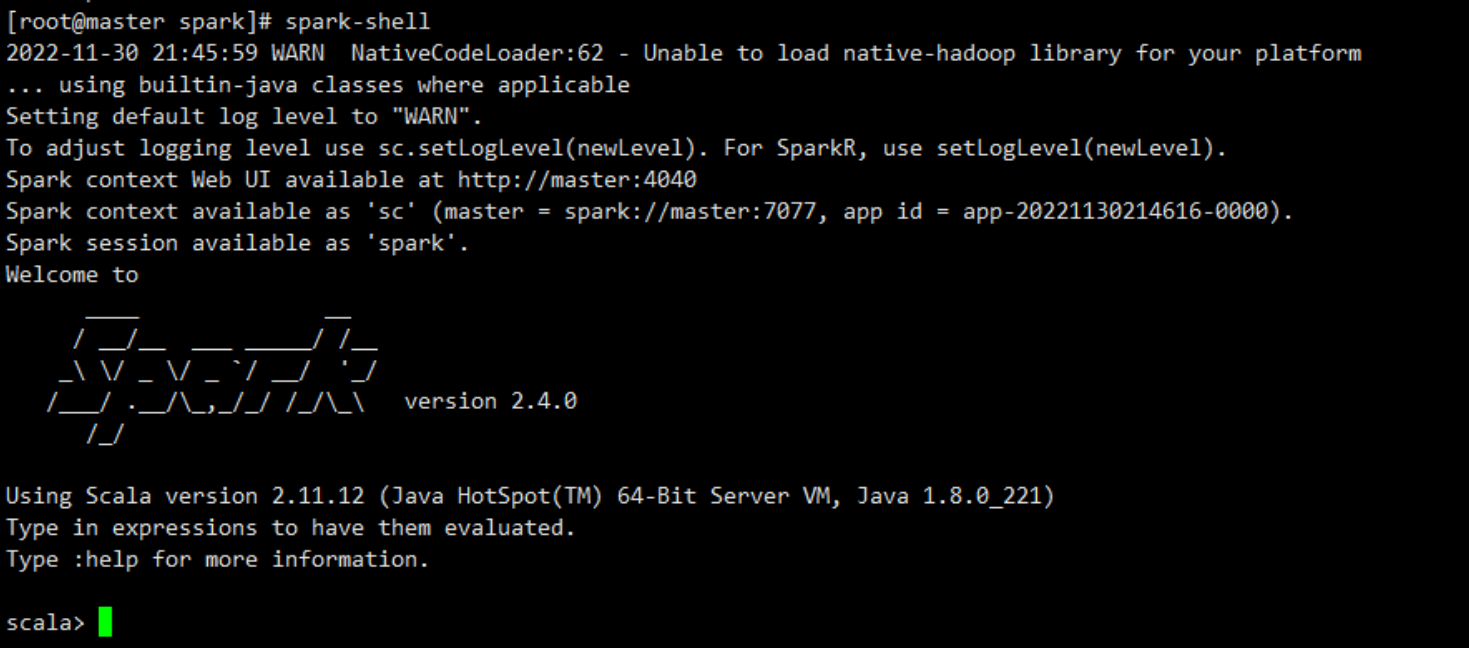 [root@master spark]# spark-shell
2022-11-30 21:45:59 WARN  NativeCodeLoader:62 - Unable to load native-hadoop library for your platform
... using builtin-java classes where applicable
Setting default log level to "WARN".
To adjust logging level use sc.setLogLevel(newLevel). For SparkR, use setLogLevel(newLevel).
Spark context Web UI available at http://master:4040
Spark context available as 'sc' (master = spark://master:7077, app id = app-20221130214616-0000).
Spark session available as 'spark'.
Welcome to
      ____              __
     / __/__  ___ _____/ /__
    _\ \/ _ \/ _ `/ __/  '_/
   /___/ .__/\_,_/_/ /_/\_\   version 2.4.0
      /_/
Using Scala version 2.11.12 (Java HotSpot(TM) 64-Bit Server VM, Java 1.8.0_221)
Type in expressions to have them evaluated.
Type :help for more information.
scala>